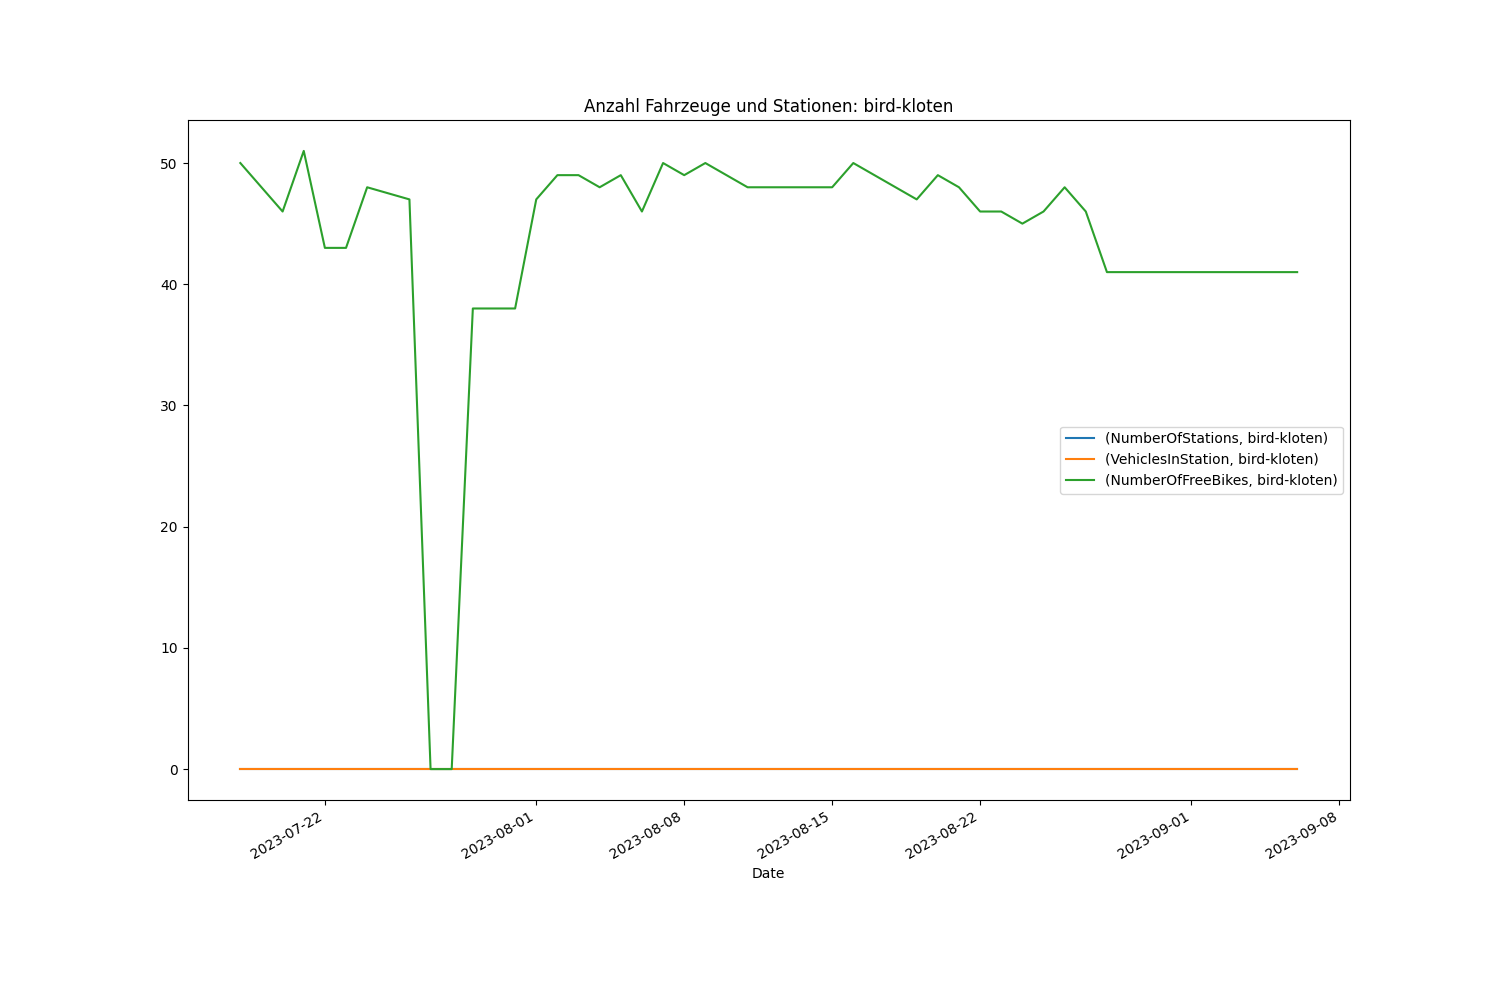 Anzahl Fahrzeuge und Stationen: bird-kloten
50
40
30
20
10
0
(NumberOfStations, bird-kloten)
(VehiclesInStation, bird-kloten)
(NumberOfFreeBikes, bird-kloten)
2023-07-22
2023-08-01
2023-08-08
2023-08-15
2023-08-22
2023-09-01
2023-09-08
Date